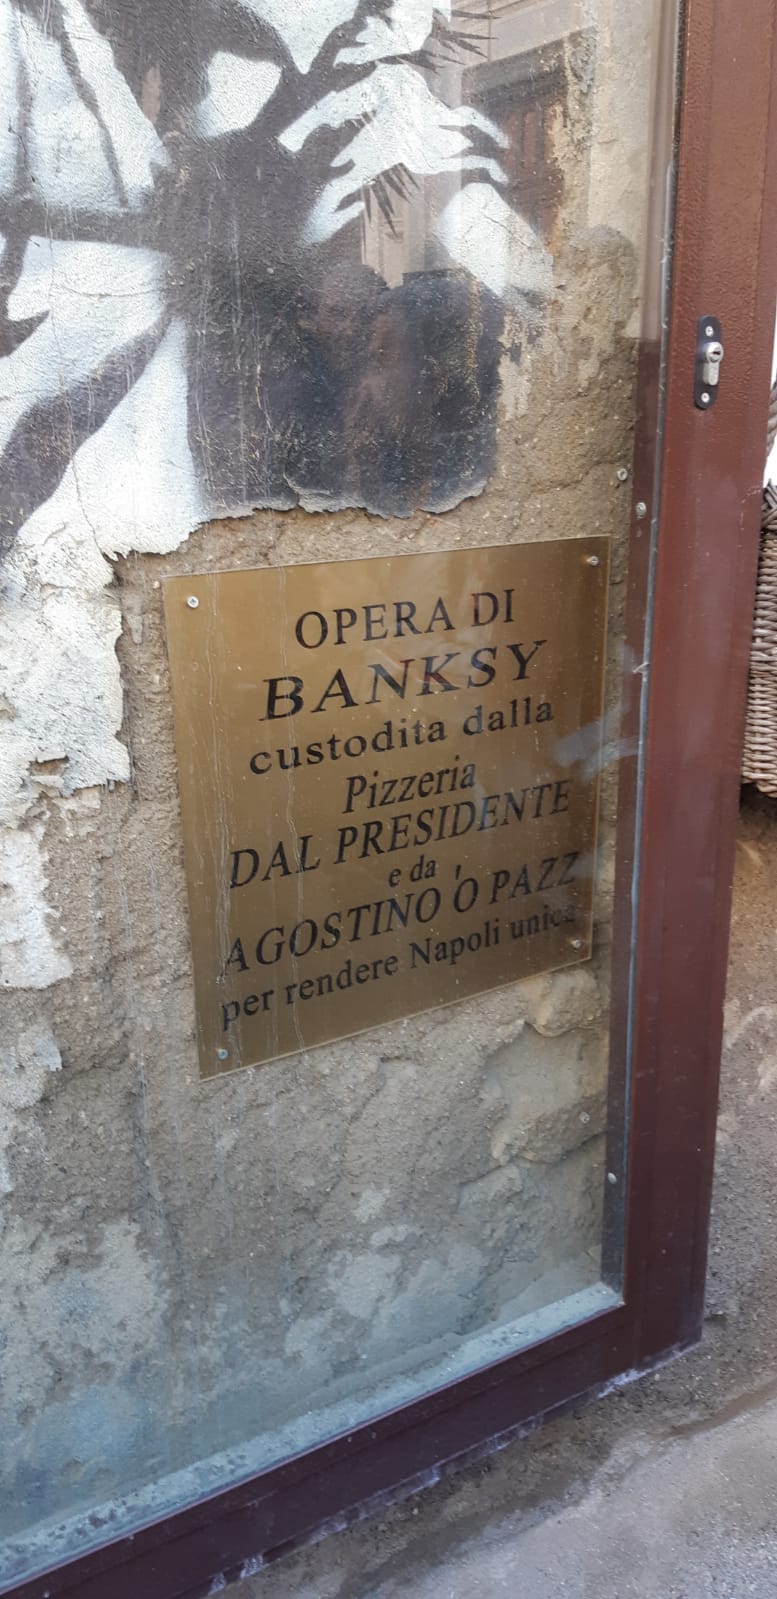 OPERA DI
BANKSY
custodita dalla
Pizzeria
DAL PRESIDENTE
e da
AGOSTINO 'O PAZZ
per rendere Napoli unica